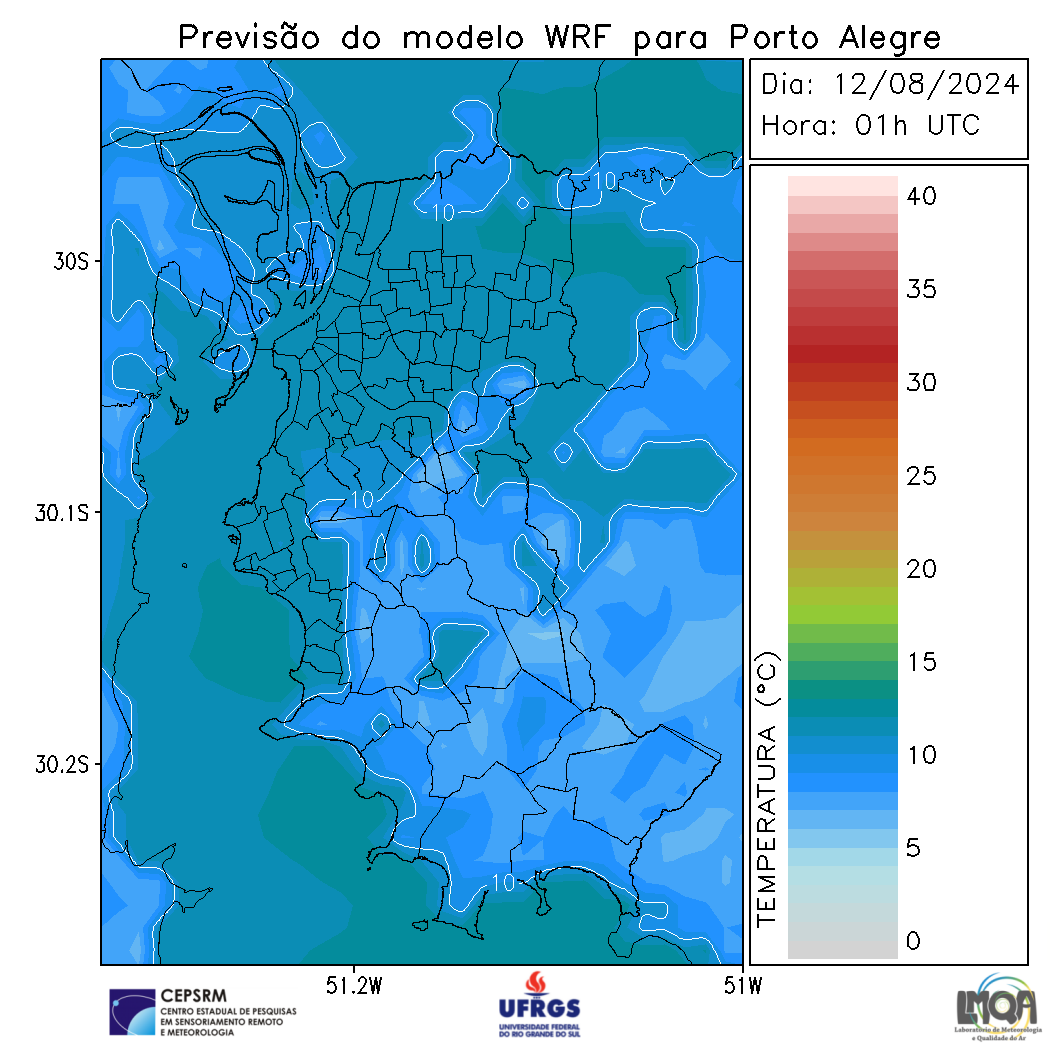 Previsão do modelo WRF para Porto Alegre
Dia: 12/08/2024
Hora: 01h UTC
40
35
30
25
20
15
10
5
0
TEMPERATURA (°C)
30S
30.1S
30.2S
51.2W
51W
10
10
10
10
CEPSRM
CENTRO ESTADUAL DE PESQUISAS
EM SENSORIAMENTO REMOTO
E METEOROLOGIA
UFRGS
UNIVERSIDADE FEDERAL
DO RIO GRANDE DO SUL
LMQA
Laboratório de Meteorologia
e Qualidade do Ar